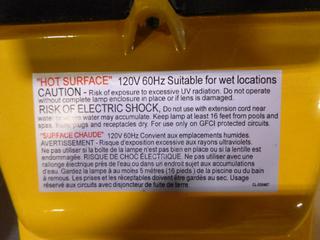 "HOT SURFACE" 120V 60Hz Suitable for wet locations
CAUTION - Risk of exposure to excessive UV radiation. Do not operate
without complete lamp enclosure in place or if lens is damaged.
RISK OF ELECTRIC SHOCK, Do not use with extension cord near
water or where water may accumulate. Keep lamp at least 16 feet from pools and
spas. Keep plugs and receptacles dry. For use only on GFCI protected circuits.
"SURFACE CHAUDE" 120V 60Hz Convient aux emplacements humides.
AVERTISSEMENT - Risque d'exposition excessive aux rayons ultraviolets.
Ne pas utiliser si la boîte de la lampe n'est pas bien en place ou si la lentille est
endommagée. RISQUE DE CHOC ÉLECTRIQUE. Ne pas utiliser avec une
rallonge électrique près de l'eau ou dans un endroit sujet aux accumulations
d'eau. Gardez la lampe à au moins 5 mètres (16 pieds) de la piscine ou du bain
à remous. Les prises et les réceptacles doivent être gardés au sec. Usage
réservé aux circuits avec disjoncteur de fuite de terre.